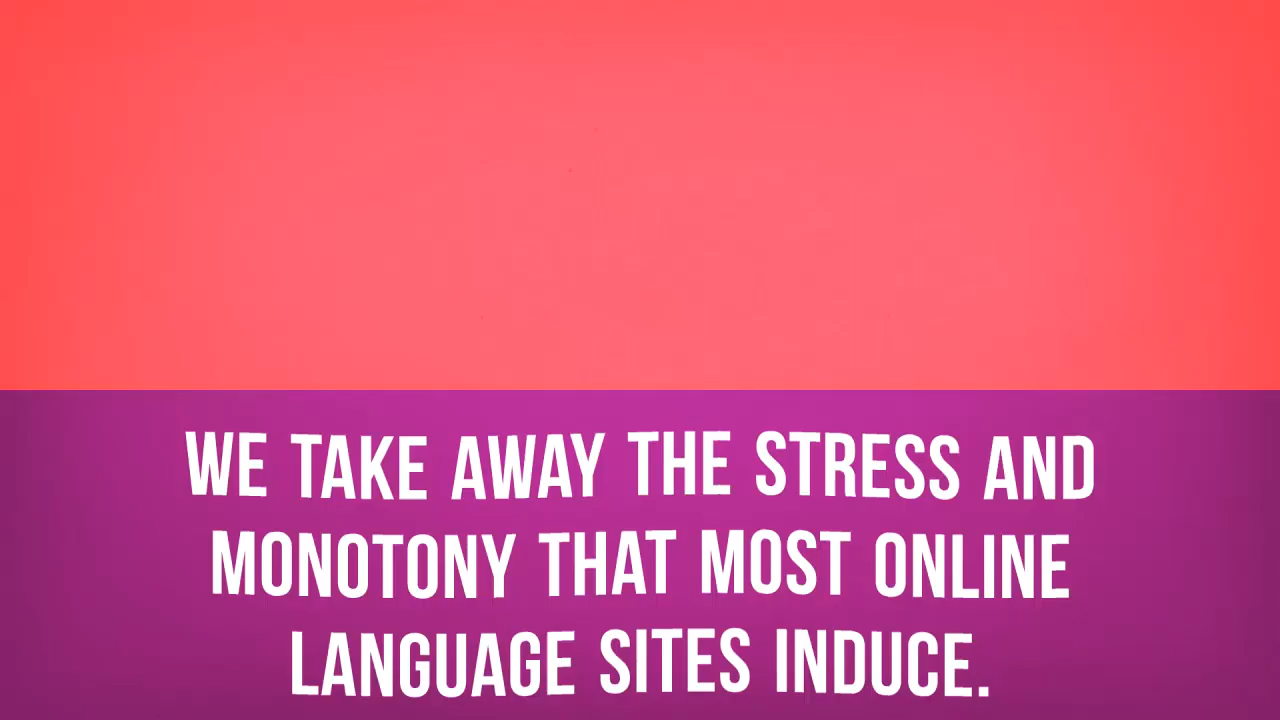 WE TAKE AWAY THE STRESS AND
MONOTONY THAT MOST ONLINE
LANGUAGE SITES INDUCE.